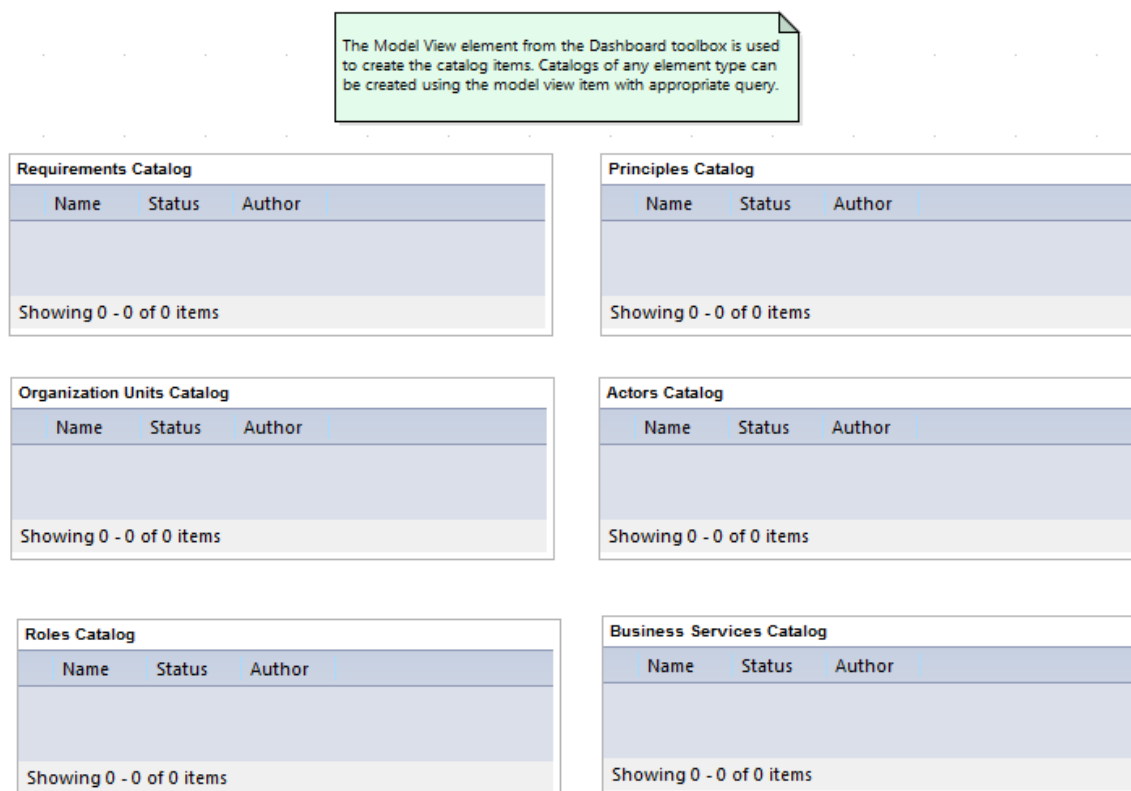 The Model View element from the Dashboard toolbox is used
to create the catalog items. Catalogs of any element type can
be created using the model view item with appropriate query.
Requirements Catalog
Name Status Author
Showing 0 - 0 of 0 items
Principles Catalog
Name Status Author
Showing 0 - 0 of 0 items
Organization Units Catalog
Name Status Author
Showing 0 - 0 of 0 items
Actors Catalog
Name Status Author
Showing 0 - 0 of 0 items
Roles Catalog
Name Status Author
Showing 0 - 0 of 0 items
Business Services Catalog
Name Status Author
Showing 0 - 0 of 0 items